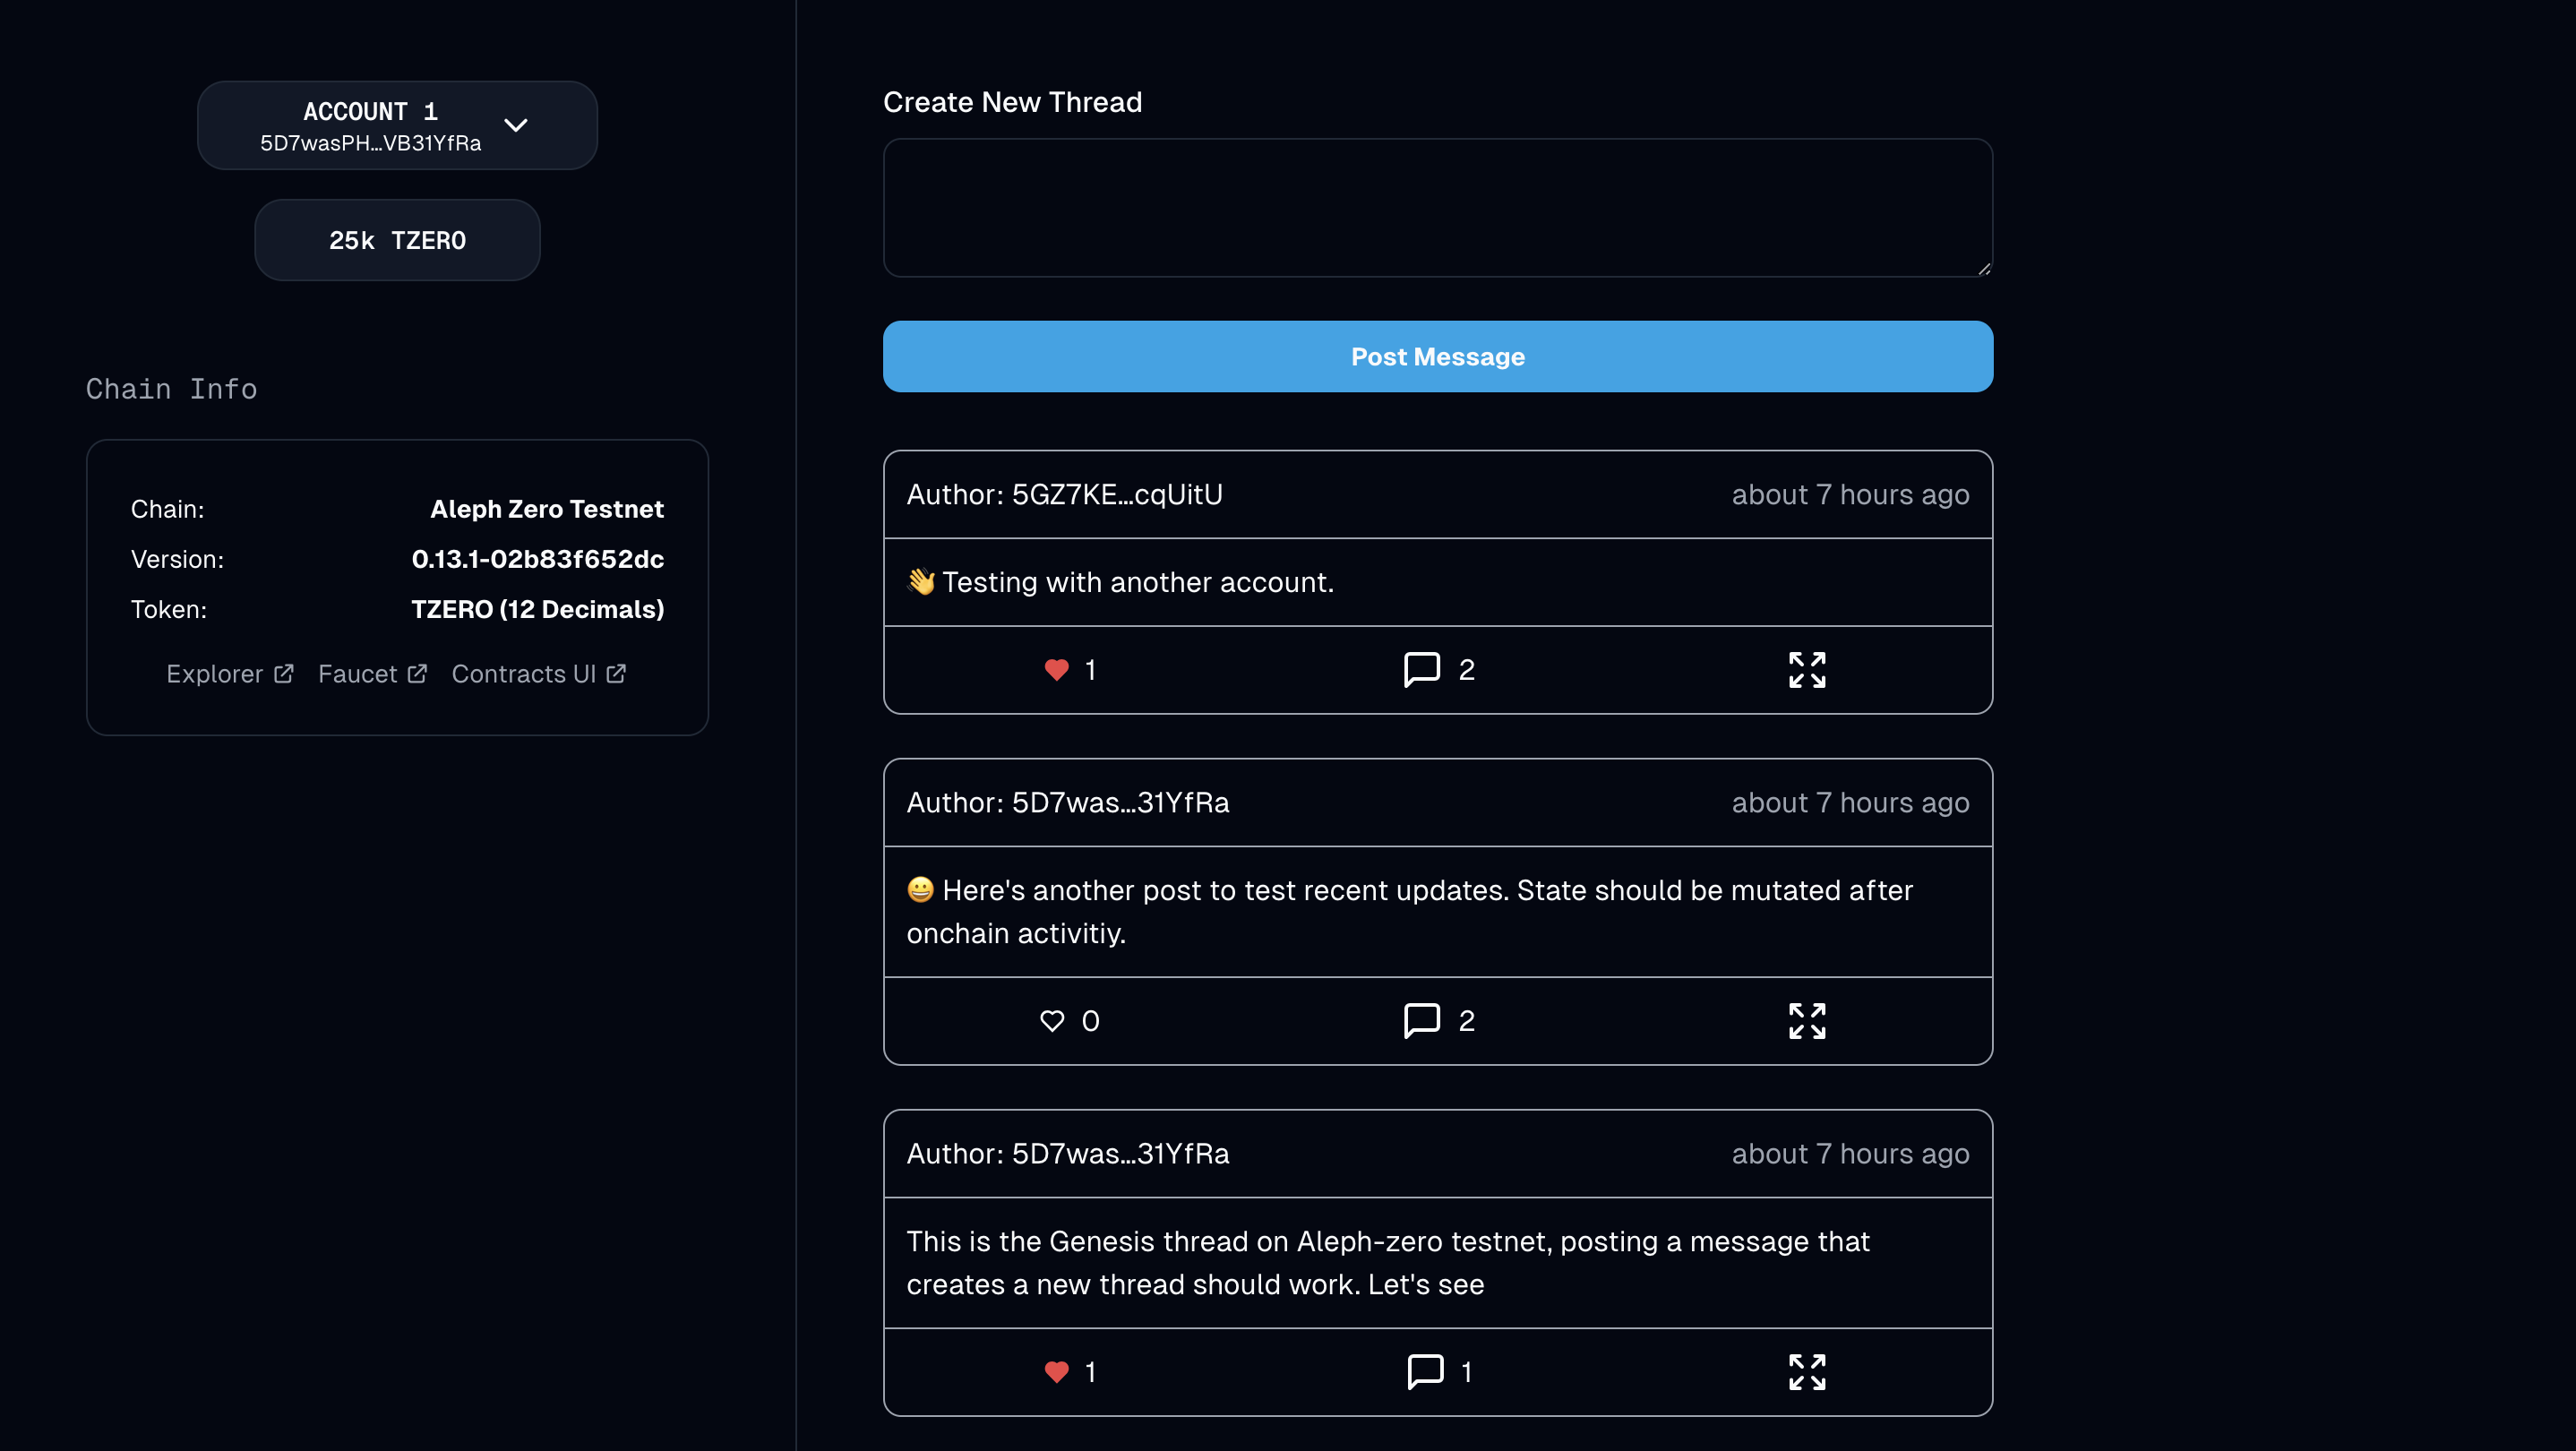 ACCOUNT 1
5D7wasPH...VB31YfRa
25k TZERO
Chain Info
Chain: Aleph Zero Testnet
Version: 0.13.1-02b83f652dc
Token: TZERO (12 Decimals)
Explorer Faucet Contracts UI
Create New Thread
Post Message
Author: 5GZ7KE...cqUitU about 7 hours ago
👋 Testing with another account.
1 2
Author: 5D7was...31YfRa about 7 hours ago
😀 Here's another post to test recent updates. State should be mutated after
onchain activitiy.
0 2
Author: 5D7was...31YfRa about 7 hours ago
This is the Genesis thread on Aleph-zero testnet, posting a message that
creates a new thread should work. Let's see
1 1